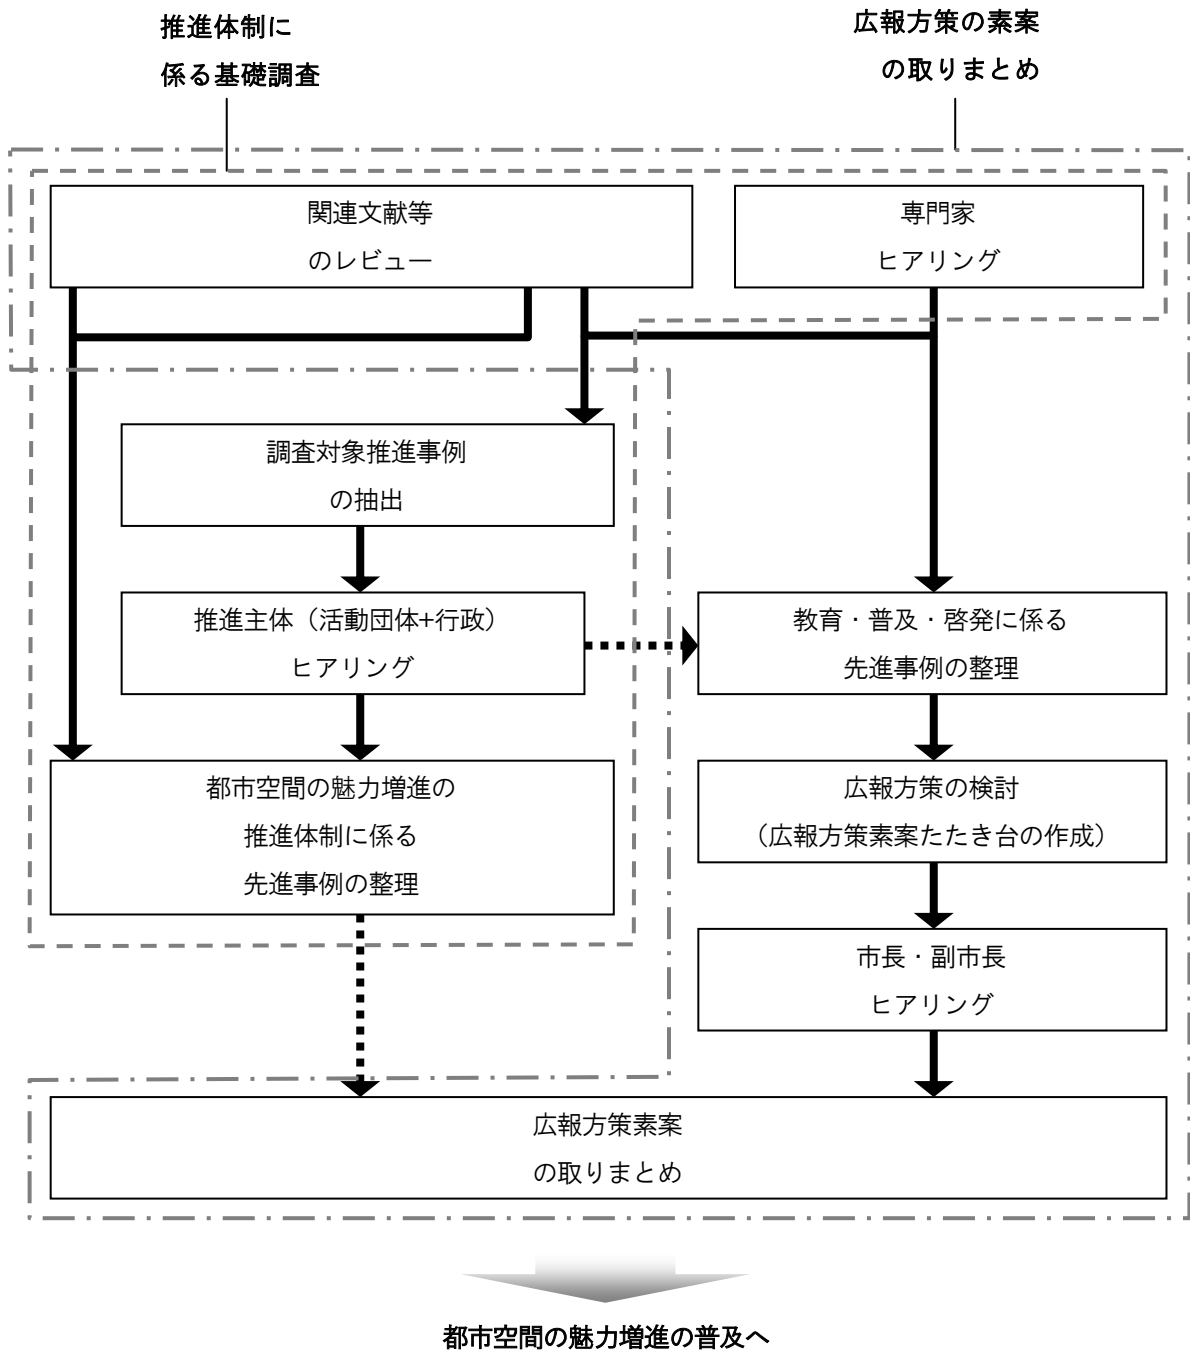 推進体制に
係る基礎調査
広報方策の素案
の取りまとめ
関連文献等
のレビュー
専門家
ヒアリング
調査対象推進事例
の抽出
推進主体（活動団体+行政）
ヒアリング
教育・普及・啓発に係る
先進事例の整理
都市空間の魅力増進の
推進体制に係る
先進事例の整理
広報方策の検討
（広報方策素案たたき台の作成）
市長・副市長
ヒアリング
広報方策素案
の取りまとめ
都市空間の魅力増進の普及へ